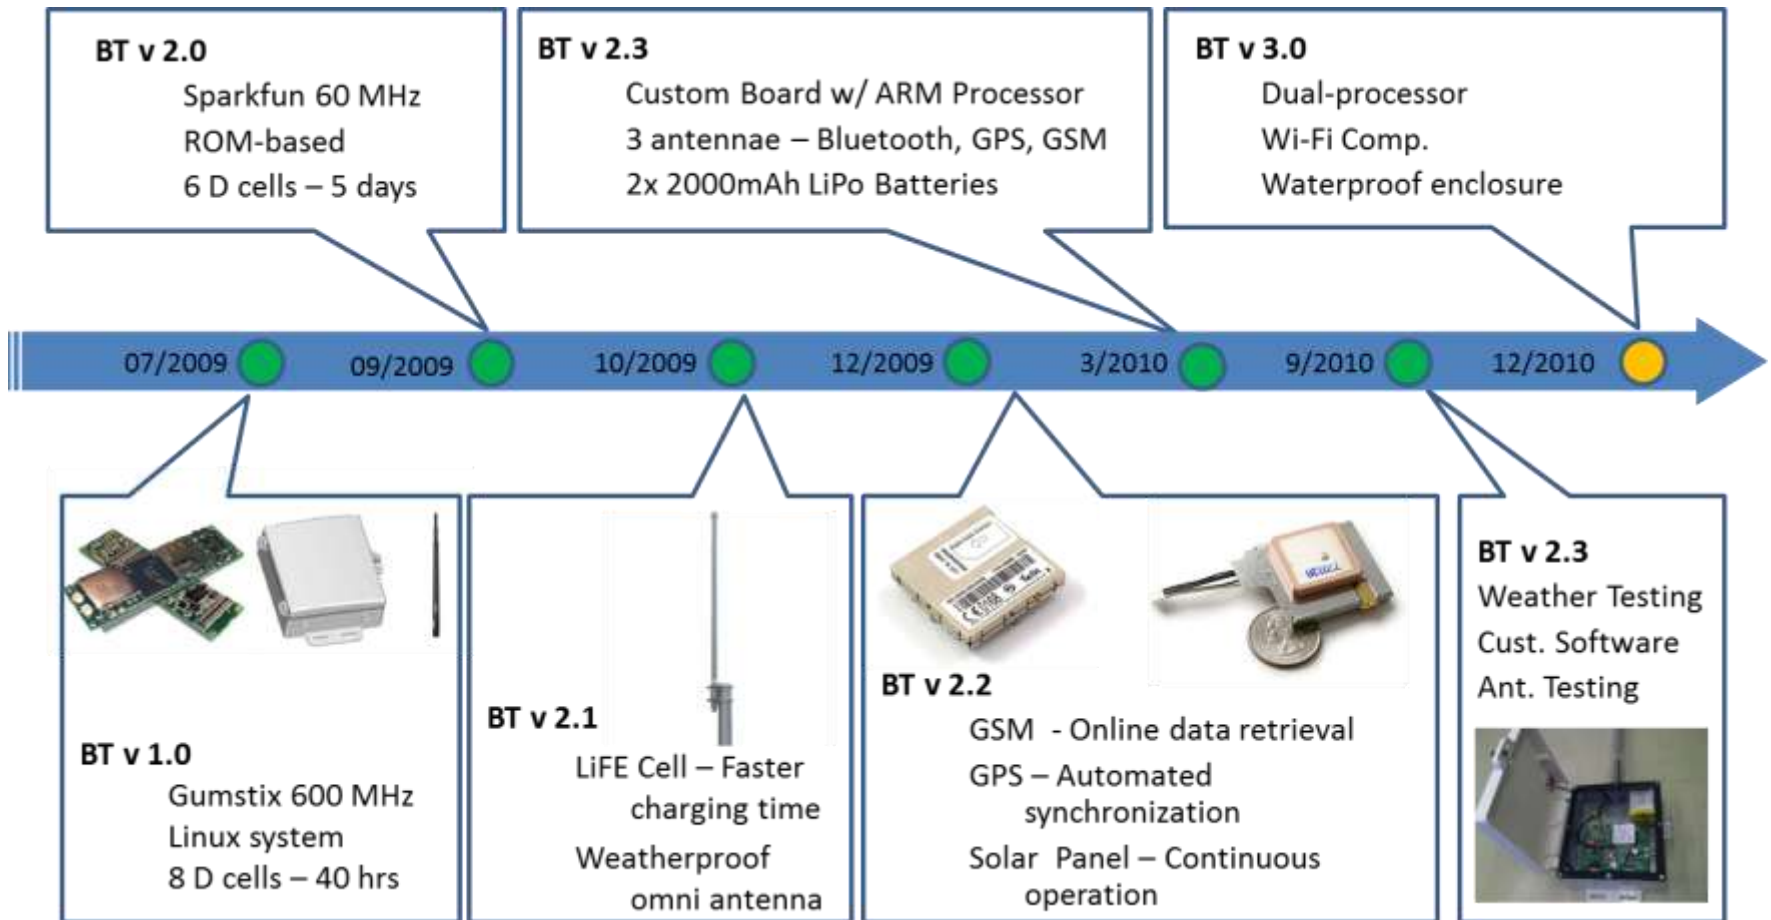 BT v 2.0
Sparkfun 60 MHz
ROM-based
6 D cells – 5 days
BT v 2.3
Custom Board w/ ARM Processor
3 antennae – Bluetooth, GPS, GSM
2x 2000mAh LiPo Batteries
BT v 3.0
Dual-processor
Wi-Fi Comp.
Waterproof enclosure
07/2009
09/2009
10/2009
12/2009
3/2010
9/2010
12/2010
BT v 1.0
Gumstix 600 MHz
Linux system
8 D cells – 40 hrs
BT v 2.1
LiFE Cell – Faster
charging time
Weatherproof
omni antenna
BT v 2.2
GSM - Online data retrieval
GPS – Automated
synchronization
Solar Panel – Continuous
operation
BT v 2.3
Weather Testing
Cust. Software
Ant. Testing